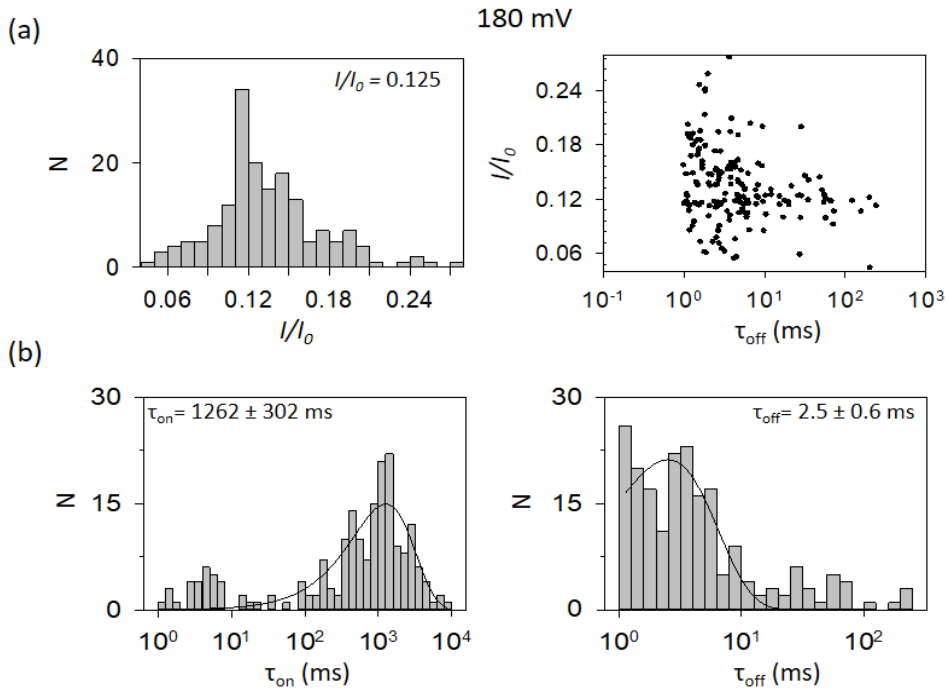 180 mV
(a)
40
20
0
N
I/I₀ = 0.125
0.06 0.12 0.18 0.24
I/I₀
0.24
0.18
0.12
0.06
I/I₀
10⁻¹ 10⁰ 10¹ 10² 10³
τoff (ms)
(b)
30
15
0
N
τon= 1262 ± 302 ms
10⁰ 10¹ 10² 10³ 10⁴
τon (ms)
30
15
0
N
τoff= 2.5 ± 0.6 ms
10⁰ 10¹ 10²
τoff (ms)